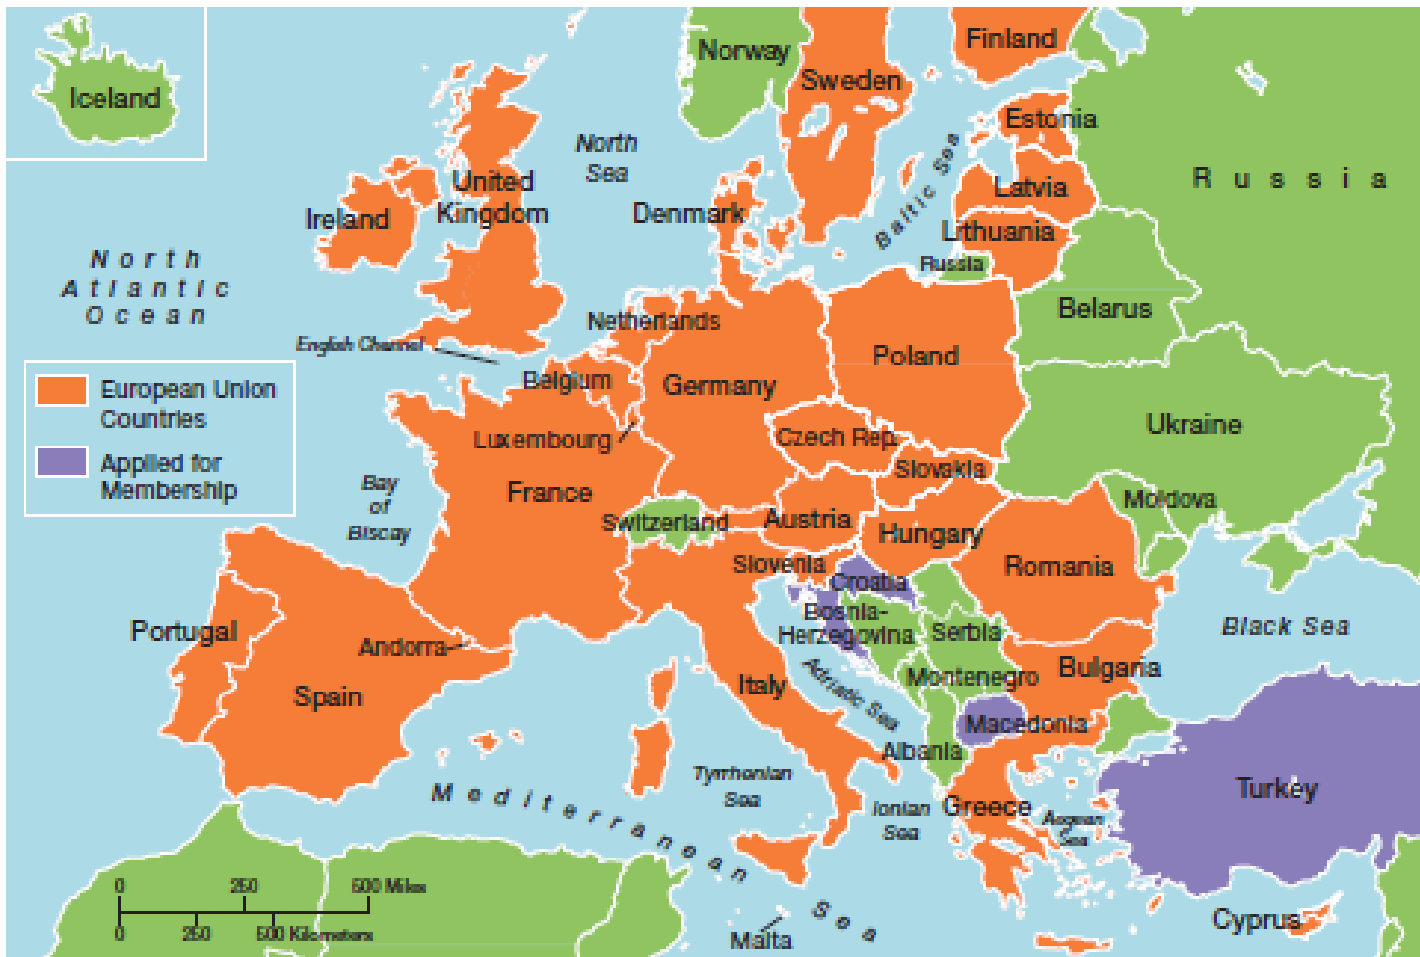 Iceland
Norway
Sweden
Finland
Estonia
Latvia
Lithuania
Russia
R u s s i a
Baltic Sea
North
Sea
United
Kingdom
Ireland
Denmark
North
Atlantic
Ocean
English Channel
Netherlands
Belgium
Luxembourg
Germany
Poland
Belarus
Ukraine
Czech Rep.
Slovakia
Moldova
European Union
Countries
Applied for
Membership
Bay
of
Biscay
France
Switzerland
Austria
Hungary
Slovenia
Croatia
Romania
Bosnia-
Herzegovina
Serbia
Montenegro
Bulgaria
Black Sea
Portugal
Andorra
Spain
Italy
Adriatic Sea
Macedonia
Albania
Tyrrhenian
Sea
Ionian
Sea
Greece
Aegean
Sea
Turkey
Mediterranean Sea
Malta
Cyprus
0 250 500 Miles
0 250 500 Kilometers